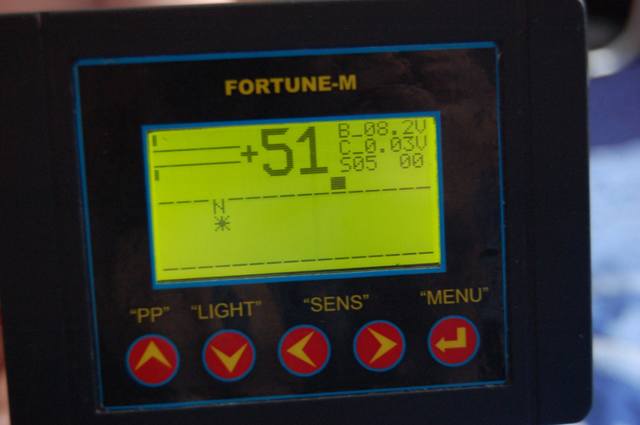 FORTUNE-M
+51
B_08.2V
C_0.03V
S05 00
N
*
"PP" "LIGHT" "SENS" "MENU"